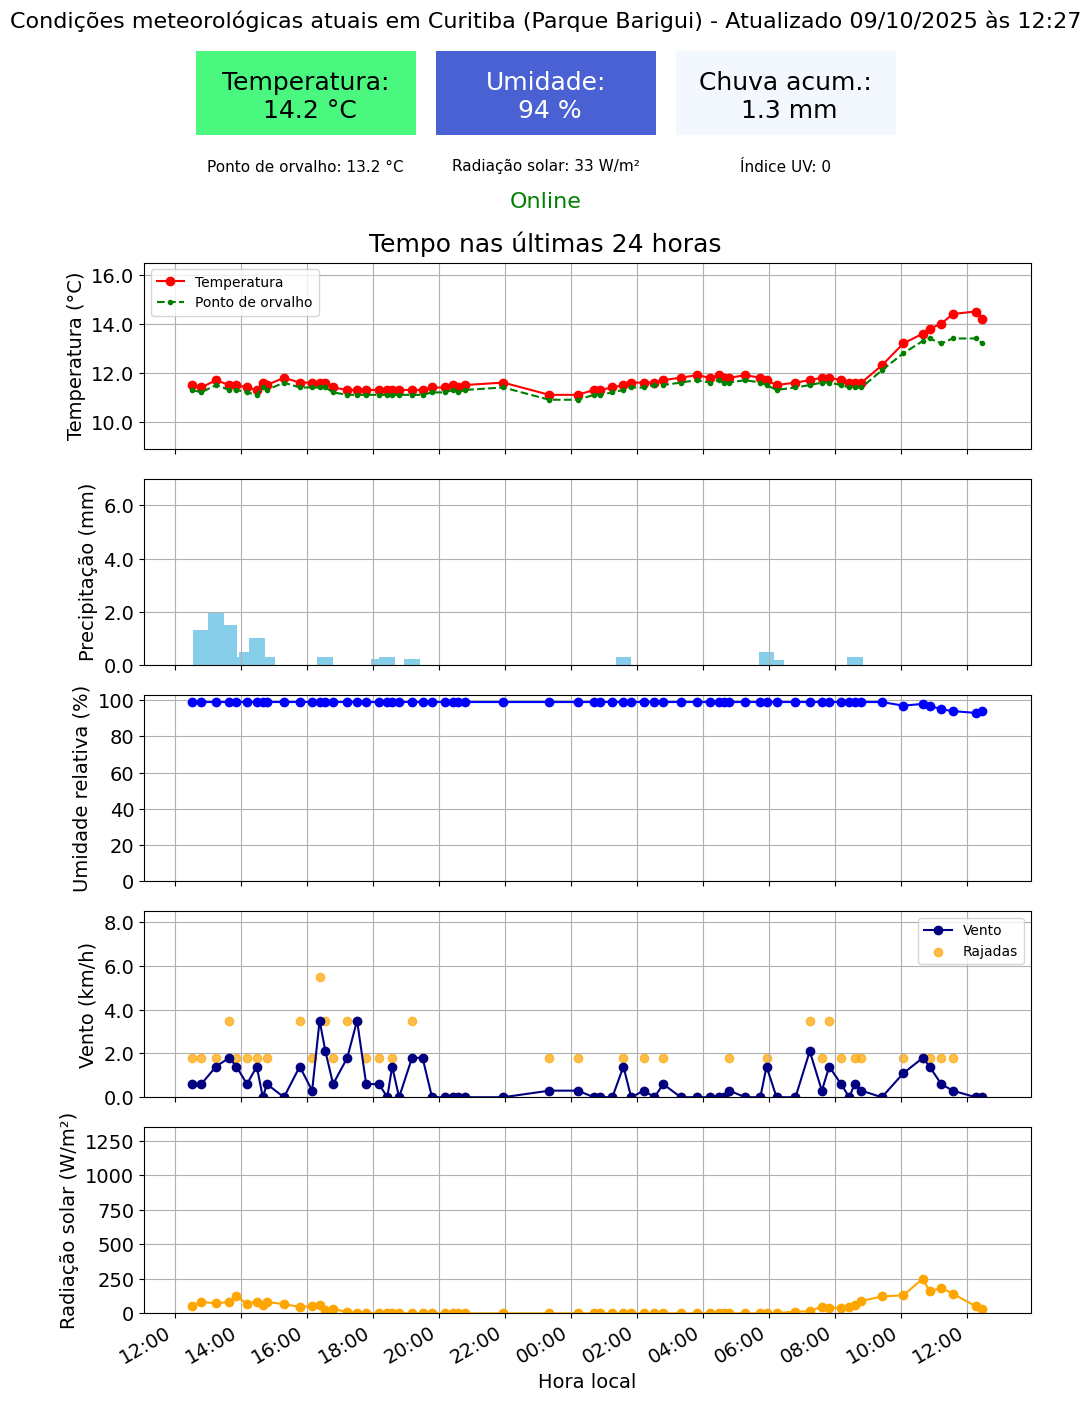 Condições meteorológicas atuais em Curitiba (Parque Barigui) - Atualizado 09/10/2025 às 12:27
Temperatura:
14.2 °C
Umidade:
94 %
Chuva acum.:
1.3 mm
Ponto de orvalho: 13.2 °C
Radiação solar: 33 W/m²
Índice UV: 0
Online
Tempo nas últimas 24 horas
Temperatura (°C)
16.0
14.0
12.0
10.0
Temperatura
Ponto de orvalho
Precipitação (mm)
6.0
4.0
2.0
0.0
Umidade relativa (%)
100
80
60
40
20
0
Vento (km/h)
8.0
6.0
4.0
2.0
0.0
Vento
Rajadas
Radiação solar (W/m²)
1250
1000
750
500
250
0
12:00
14:00
16:00
18:00
20:00
22:00
00:00
02:00
04:00
06:00
08:00
10:00
12:00
Hora local